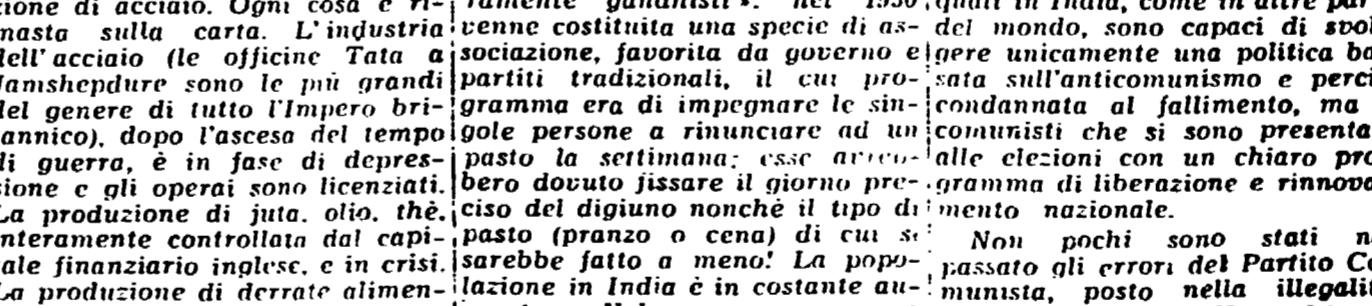 zione di acciaio. Ogni cosa è ri-
nasta sulla carta. L'industria
dell'acciaio (le officine Tata a
Jamshepdure sono le più grandi
del genere di tutto l'Impero bri-
annico), dopo l'ascesa del tempo
di guerra, è in fase di depres-
sione e gli operai sono licenziati.
La produzione di juta, olio, thè,
nteramente controllata dal capi-
ale finanziario inglese, e in crisi.
La produzione di derrate alimen-
ramente gandhisti». nel 1950
venne costituita una specie di as-
sociazione, favorita da governo e
partiti tradizionali, il cui pro-
gramma era di impegnare le sin-
gole persone a rinunciare ad un
pasto la settimana; esse avreb-
bero dovuto fissare il giorno pre-
ciso del digiuno nonchè il tipo di
pasto (pranzo o cena) di cui si
sarebbe fatto a meno! La popo-
lazione in India è in costante au-
quali in India, come in altre par
del mondo, sono capaci di svol
gere unicamente una politica ba
sata sull'anticomunismo e perci
condannata al fallimento, ma
comunisti che si sono presenta
alle elezioni con un chiaro pro
gramma di liberazione e rinnova
mento nazionale.
Non pochi sono stati n
passato gli errori del Partito Co
munista, posto nella illegali